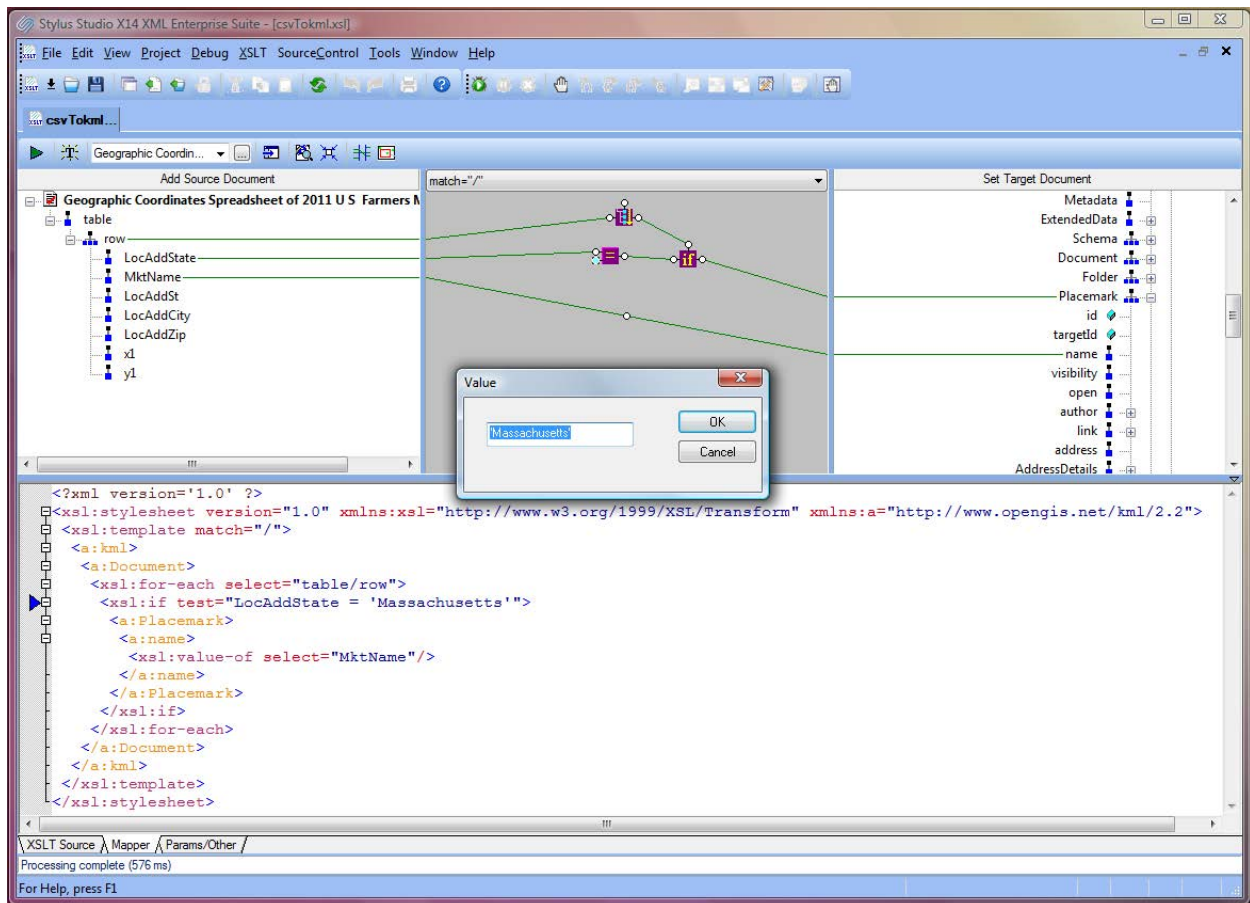 Stylus Studio X14 XML Enterprise Suite - [csvTokml.xsl]
File Edit View Project Debug XSLT SourceControl Tools Window Help
csvTokml...
Geographic Coordin...
Add Source Document
match="/"
Set Target Document
Geographic Coordinates Spreadsheet of 2011 U S Farmers M
table
row
LocAddState
MktName
LocAddSt
LocAddCity
LocAddZip
x1
y1
=
if
Metadata
ExtendedData
Schema
Document
Folder
Placemark
id
targetId
name
visibility
open
author
link
address
AddressDetails
Value
'Massachusetts'
OK
Cancel
<?xml version='1.0' ?>
<xsl:stylesheet version="1.0" xmlns:xsl="http://www.w3.org/1999/XSL/Transform" xmlns:a="http://www.opengis.net/kml/2.2">
<xsl:template match="/">
<a:kml>
<a:Document>
<xsl:for-each select="table/row">
<xsl:if test="LocAddState = 'Massachusetts'">
<a:Placemark>
<a:name>
<xsl:value-of select="MktName"/>
</a:name>
</a:Placemark>
</xsl:if>
</xsl:for-each>
</a:Document>
</a:kml>
</xsl:template>
</xsl:stylesheet>
XSLT Source Mapper Params/Other
Processing complete (576 ms)
For Help, press F1